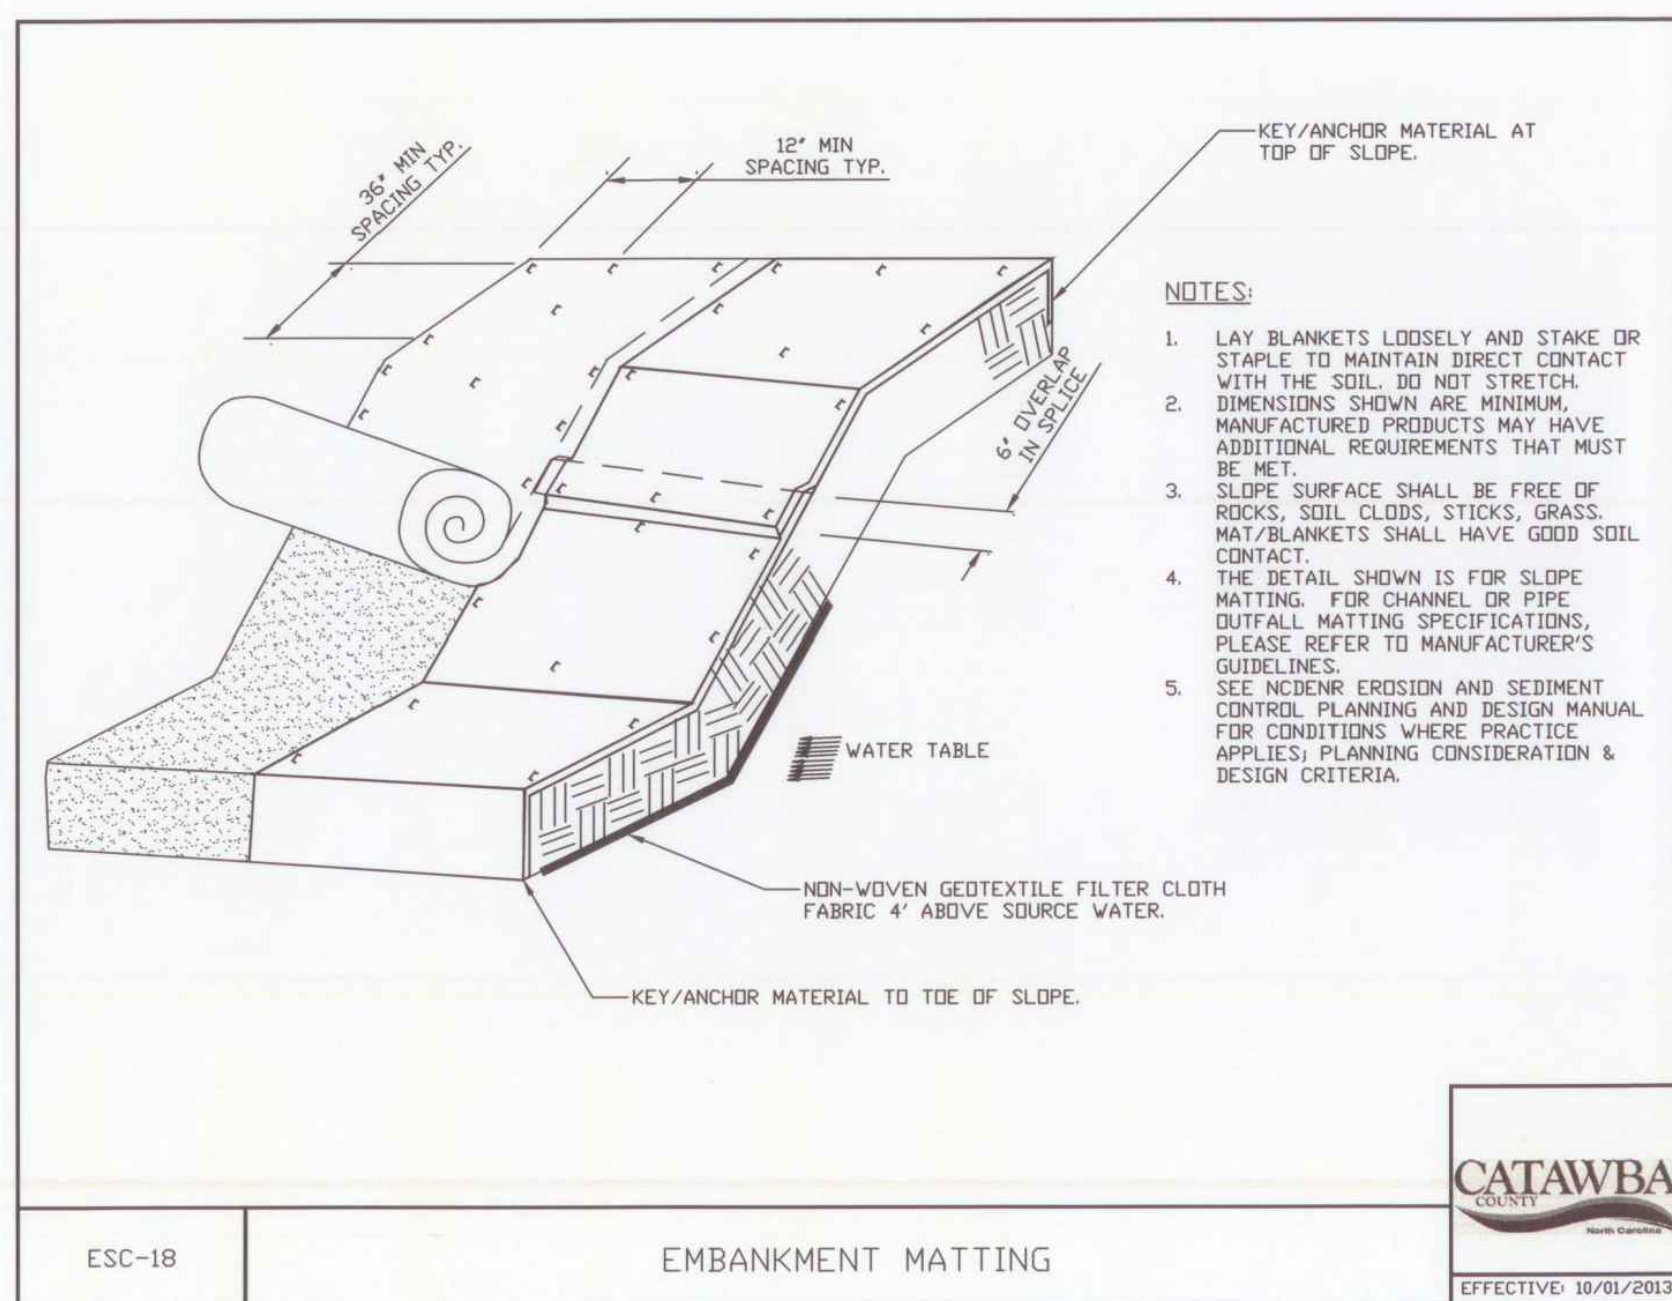 36" MIN
SPACING TYP.
12" MIN
SPACING TYP.
KEY/ANCHOR MATERIAL AT
TOP OF SLOPE.
6" OVERLAP
IN SPLICE
NOTES:
1. LAY BLANKETS LOOSELY AND STAKE OR
STAPLE TO MAINTAIN DIRECT CONTACT
WITH THE SOIL. DO NOT STRETCH.
2. DIMENSIONS SHOWN ARE MINIMUM,
MANUFACTURED PRODUCTS MAY HAVE
ADDITIONAL REQUIREMENTS THAT MUST
BE MET.
3. SLOPE SURFACE SHALL BE FREE OF
ROCKS, SOIL CLODS, STICKS, GRASS.
MAT/BLANKETS SHALL HAVE GOOD SOIL
CONTACT.
4. THE DETAIL SHOWN IS FOR SLOPE
MATTING. FOR CHANNEL OR PIPE
OUTFALL MATTING SPECIFICATIONS,
PLEASE REFER TO MANUFACTURER'S
GUIDELINES.
5. SEE NCDENR EROSION AND SEDIMENT
CONTROL PLANNING AND DESIGN MANUAL
FOR CONDITIONS WHERE PRACTICE
APPLIES; PLANNING CONSIDERATION &
DESIGN CRITERIA.
WATER TABLE
NON-WOVEN GEOTEXTILE FILTER CLOTH
FABRIC 4' ABOVE SOURCE WATER.
KEY/ANCHOR MATERIAL TO TOE OF SLOPE.
CATAWBA
COUNTY
North Carolina
ESC-18
EMBANKMENT MATTING
EFFECTIVE: 10/01/2013